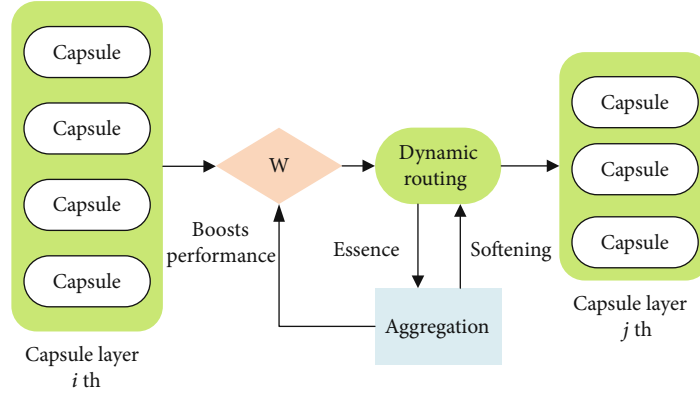 Capsule
Capsule
Capsule
Capsule
Capsule layer
i th
W
Boosts
performance
Dynamic
routing
Essence
Softening
Aggregation
Capsule
Capsule
Capsule
Capsule layer
j th